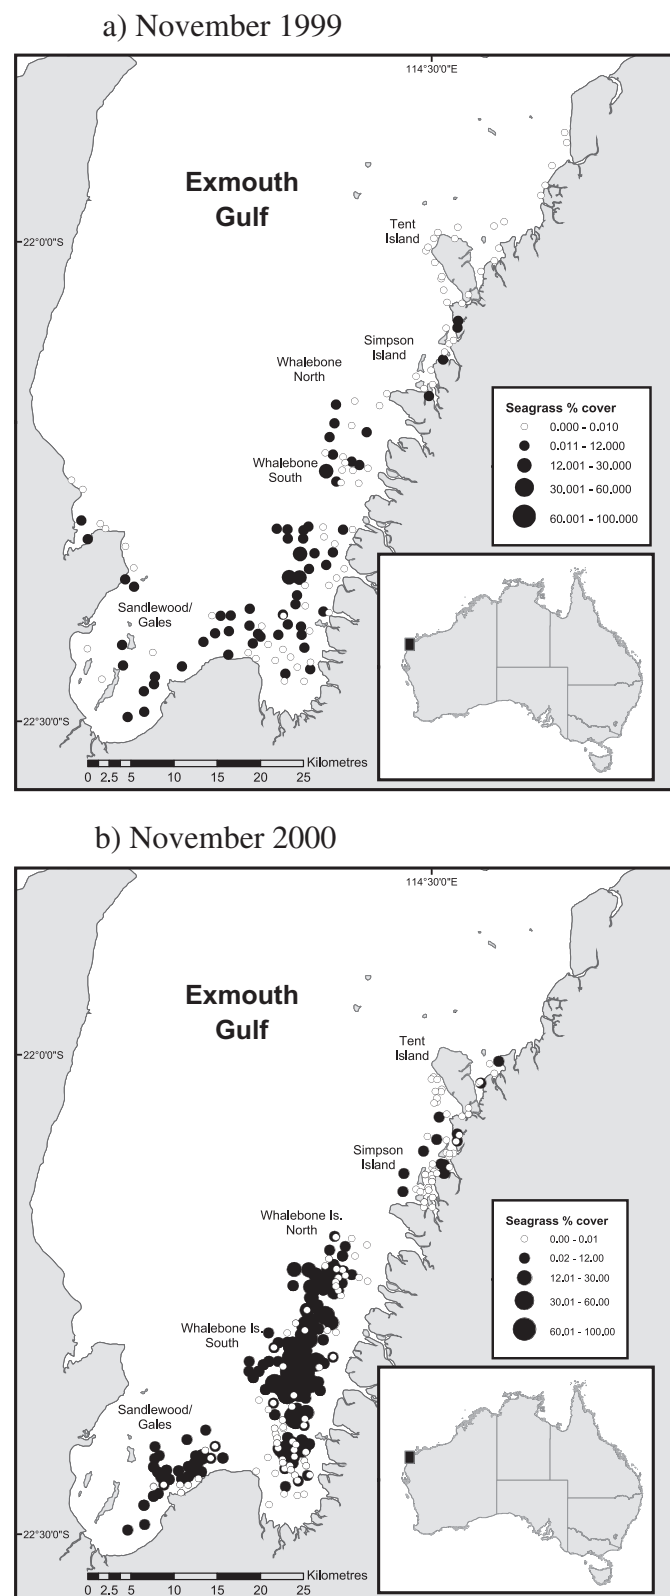 a) November 1999
114°30'0"E
Exmouth
Gulf
Tent
Island
22°0'0"S
Simpson
Island
Whalebone
North
Seagrass % cover
0.000 - 0.010
0.011 - 12.000
12.001 - 30.000
30.001 - 60.000
60.001 - 100.000
Whalebone
South
Sandlewood/
Gales
22°30'0"S
Kilometres
0 2.5 5 10 15 20 25
b) November 2000
114°30'0"E
Exmouth
Gulf
Tent
Island
22°0'0"S
Simpson
Island
Whalebone Is.
North
Seagrass % cover
0.00 - 0.01
0.02 - 12.00
12.01 - 30.00
30.01 - 60.00
60.01 - 100.00
Whalebone Is.
South
Sandlewood/
Gales
22°30'0"S
Kilometres
0 2.5 5 10 15 20 25